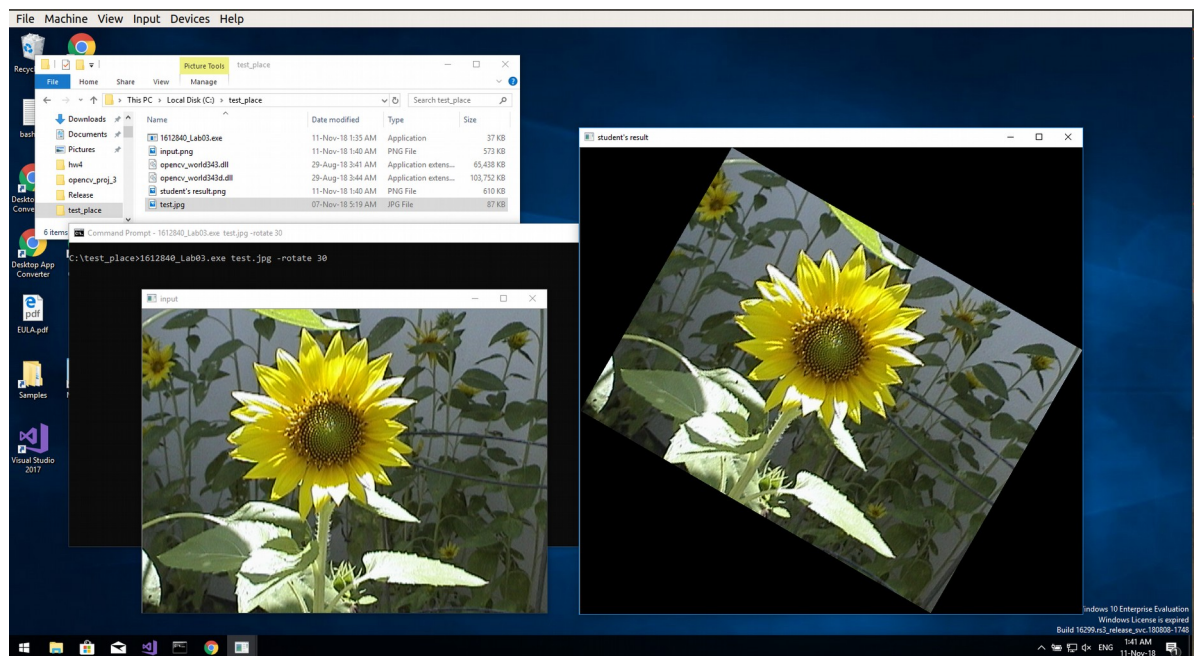 File Machine View Input Devices Help
Recyc
Picture Tools test_place
File Home Share View Manage
This PC > Local Disk (C:) > test_place Search test_place
Downloads
Documents
Pictures
hw4
opencv_proj_3
Release
test_place
Name Date modified Type Size
1612840_Lab03.exe 11-Nov-18 1:35 AM Application 37 KB
input.png 11-Nov-18 1:40 AM PNG File 573 KB
opencv_world343.dll 29-Aug-18 3:41 AM Application extens... 65,438 KB
opencv_world343d.dll 29-Aug-18 3:44 AM Application extens... 103,752 KB
student's result.png 11-Nov-18 1:40 AM PNG File 610 KB
test.jpg 07-Nov-18 5:19 AM JPG File 87 KB
6 items
bash
Deskto
Conve
Desktop App
Converter
pdf
EULA.pdf
Samples
Visual Studio
2017
Command Prompt - 1612840_Lab03.exe test.jpg -rotate 30
C:\test_place>1612840_Lab03.exe test.jpg -rotate 30
input
student's result
indows 10 Enterprise Evaluation
Windows License is expired
Build 16299.rs3_release_svc.180808-1748
ENG
1:41 AM
11-Nov-18